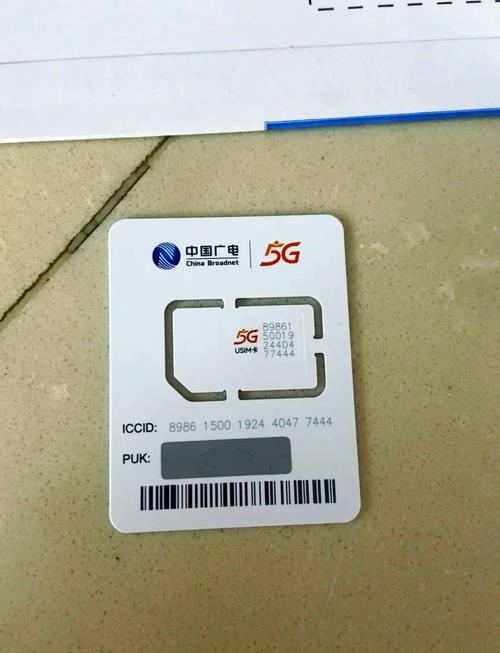 中国广电 5G
China Broadnet
5G 89861
50019
USIM卡 24404
77444
ICCID: 8986 1500 1924 4047 7444
PUK: